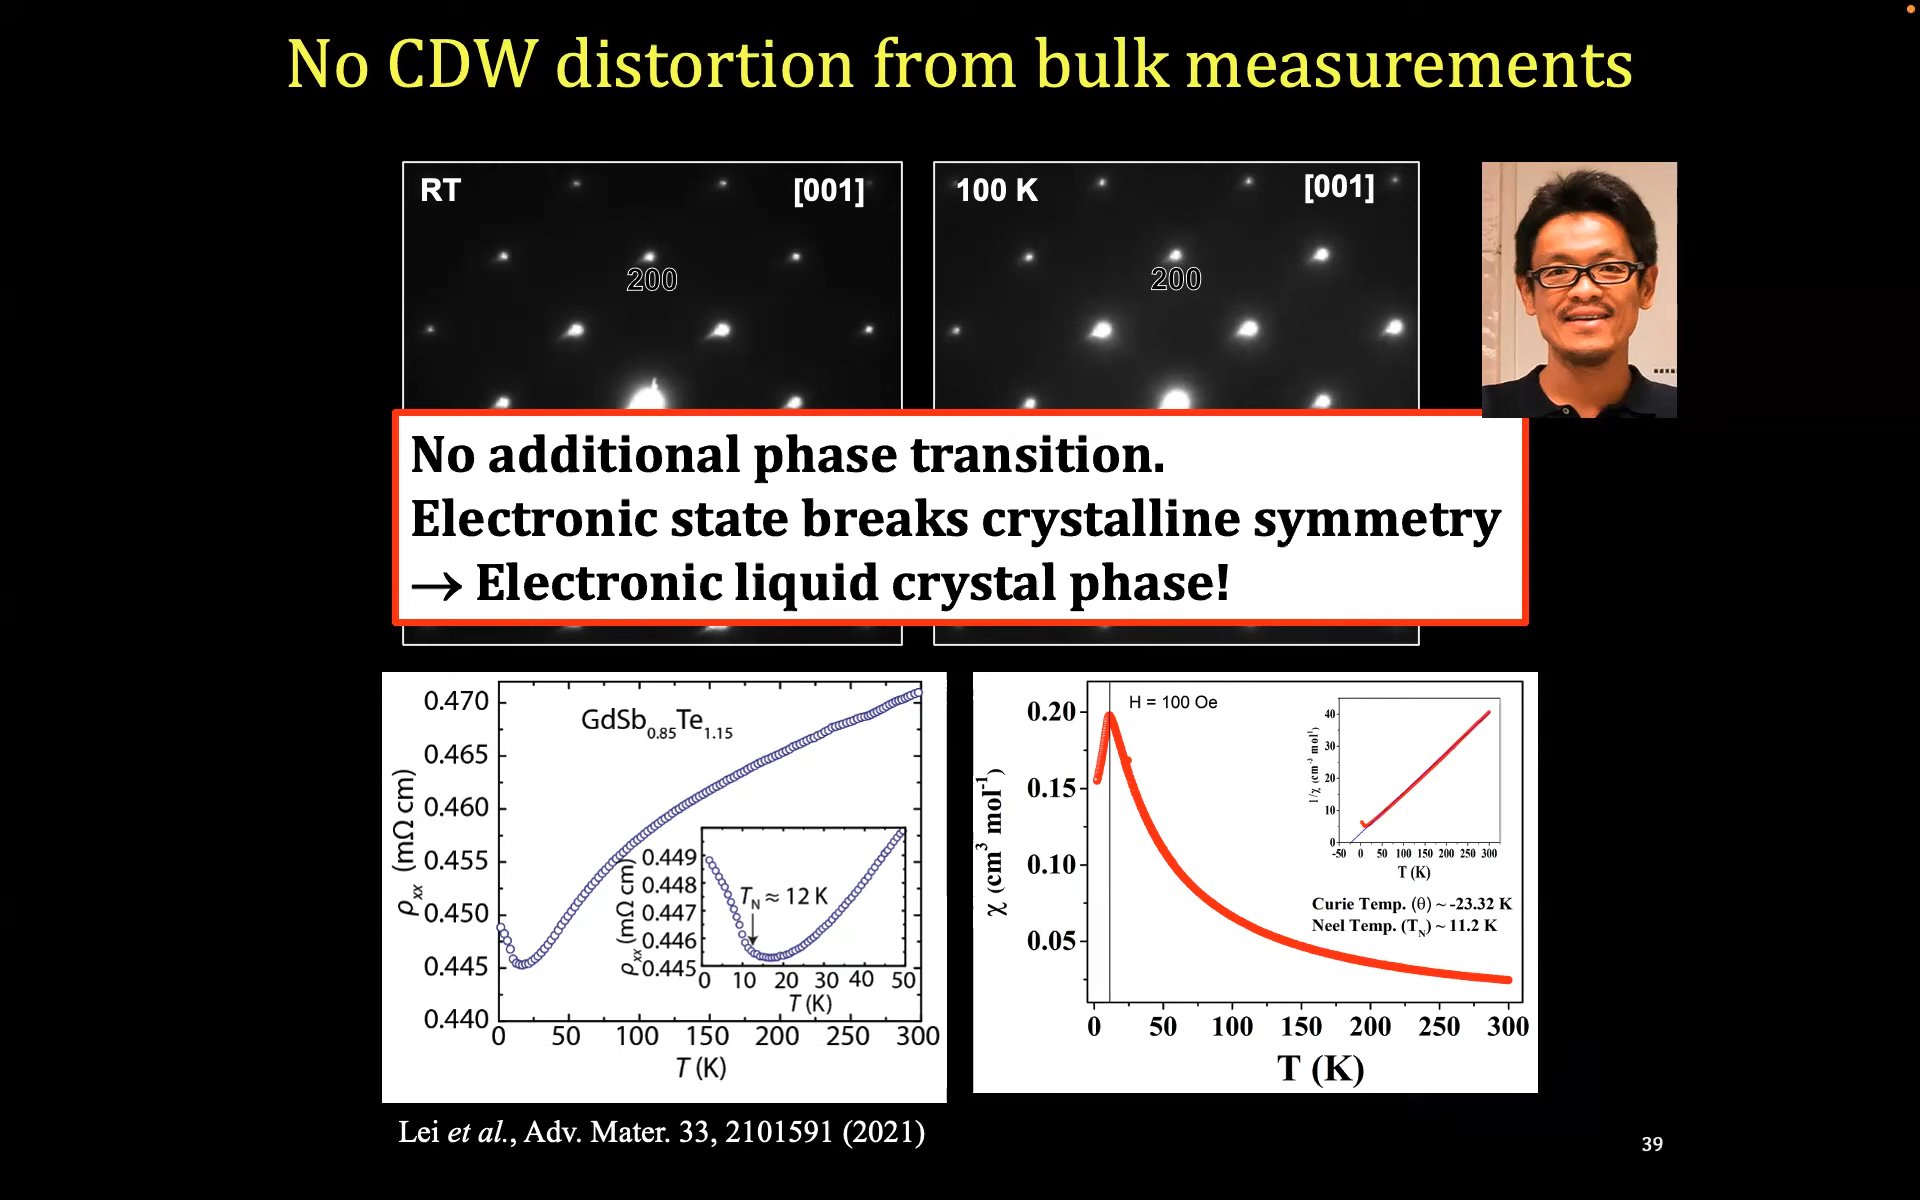 No CDW distortion from bulk measurements
RT
[001]
200
100 K
[001]
200
No additional phase transition.
Electronic state breaks crystalline symmetry
→ Electronic liquid crystal phase!
GdSb0.85Te1.15
ρxx (mΩ cm)
0.470
0.465
0.460
0.455
0.450
0.445
0.440
0 50 100 150 200 250 300
T (K)
ρxx (mΩ cm)
0.449
0.448
0.447
0.446
0.445
TN ≈ 12 K
0 10 20 30 40 50
T (K)
χ (cm³ mol⁻¹)
0.20
0.15
0.10
0.05
H = 100 Oe
0 50 100 150 200 250 300
T (K)
1/χ (cm⁻³ mol¹)
40
30
20
10
0
-50 0 50 100 150 200 250 300
T (K)
Curie Temp. (θ) ~ -23.32 K
Neel Temp. (TN) ~ 11.2 K
Lei et al., Adv. Mater. 33, 2101591 (2021)
39